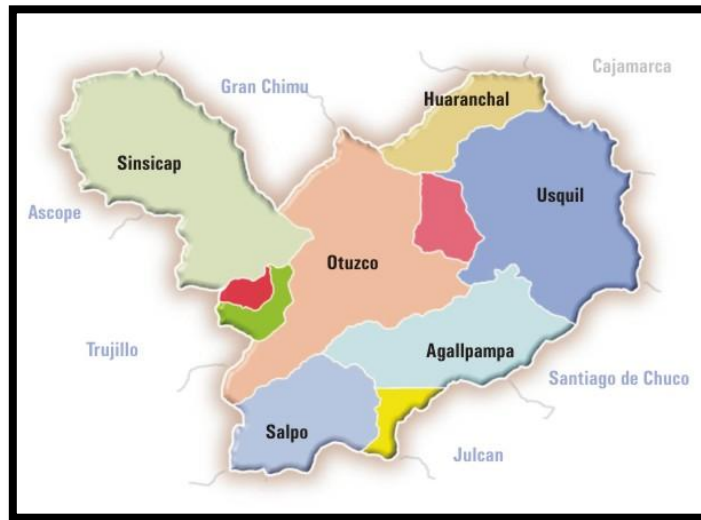 Cajamarca
Gran Chimu
Huaranchal
Sinsicap
Usquil
Ascope
Otuzco
Trujillo
Agallpampa
Santiago de Chuco
Salpo
Julcan